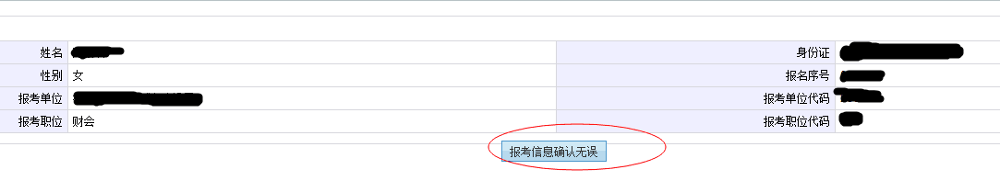 姓名 身份证
性别 女 报名序号
报考单位 报考单位代码
报考职位 财会 报考职位代码
报考信息确认无误